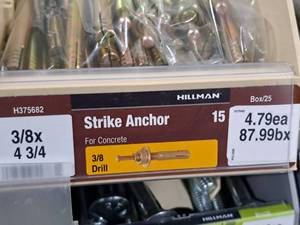 HILLMAN
Box/25
H375682
Strike Anchor 15
4.79ea
3/8x
For Concrete
87.99bx
4 3/4
3/8
Drill